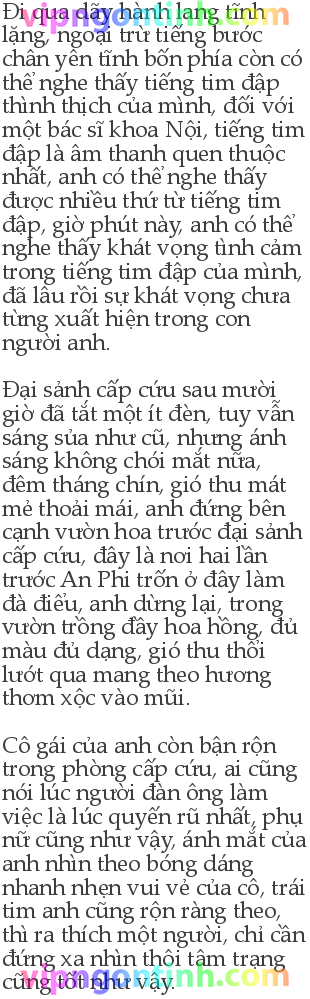 Đi qua dãy hành lang tĩnh
lặng, ngoại trừ tiếng bước
chân yên tĩnh bốn phía còn có
thể nghe thấy tiếng tim đập
thình thịch của mình, đối với
một bác sĩ khoa Nội, tiếng tim
đập là âm thanh quen thuộc
nhất, anh có thể nghe thấy
được nhiều thứ từ tiếng tim
đập, giờ phút này, anh có thể
nghe thấy khát vọng tình cảm
trong tiếng tim đập của mình,
đã lâu rồi sự khát vọng chưa
từng xuất hiện trong con
người anh.
Đại sảnh cấp cứu sau mười
giờ đã tắt một ít đèn, tuy vẫn
sáng sủa như cũ, nhưng ánh
sáng không chói mắt nữa,
đêm tháng chín, gió thu mát
mẻ thoải mái, anh đứng bên
cạnh vườn hoa trước đại sảnh
cấp cứu, đây là nơi hai lần
trước An Phi trốn ở đây làm
đà điểu, anh dừng lại, trong
vườn trồng đầy hoa hồng, đủ
màu đủ dạng, gió thu thổi
lướt qua mang theo hương
thơm xộc vào mũi.
Cô gái của anh còn bận rộn
trong phòng cấp cứu, ai cũng
nói lúc người đàn ông làm
việc là lúc quyến rũ nhất, phụ
nữ cũng như vậy, ánh mắt của
anh nhìn theo bóng dáng
nhanh nhẹn vui vẻ của cô, trái
tim anh cũng rộn ràng theo,
thì ra thích một người, chỉ cần
đứng xa nhìn thôi tâm trạng
cũng tốt như vậy.
vipngontinh.com
vipngontinh.com